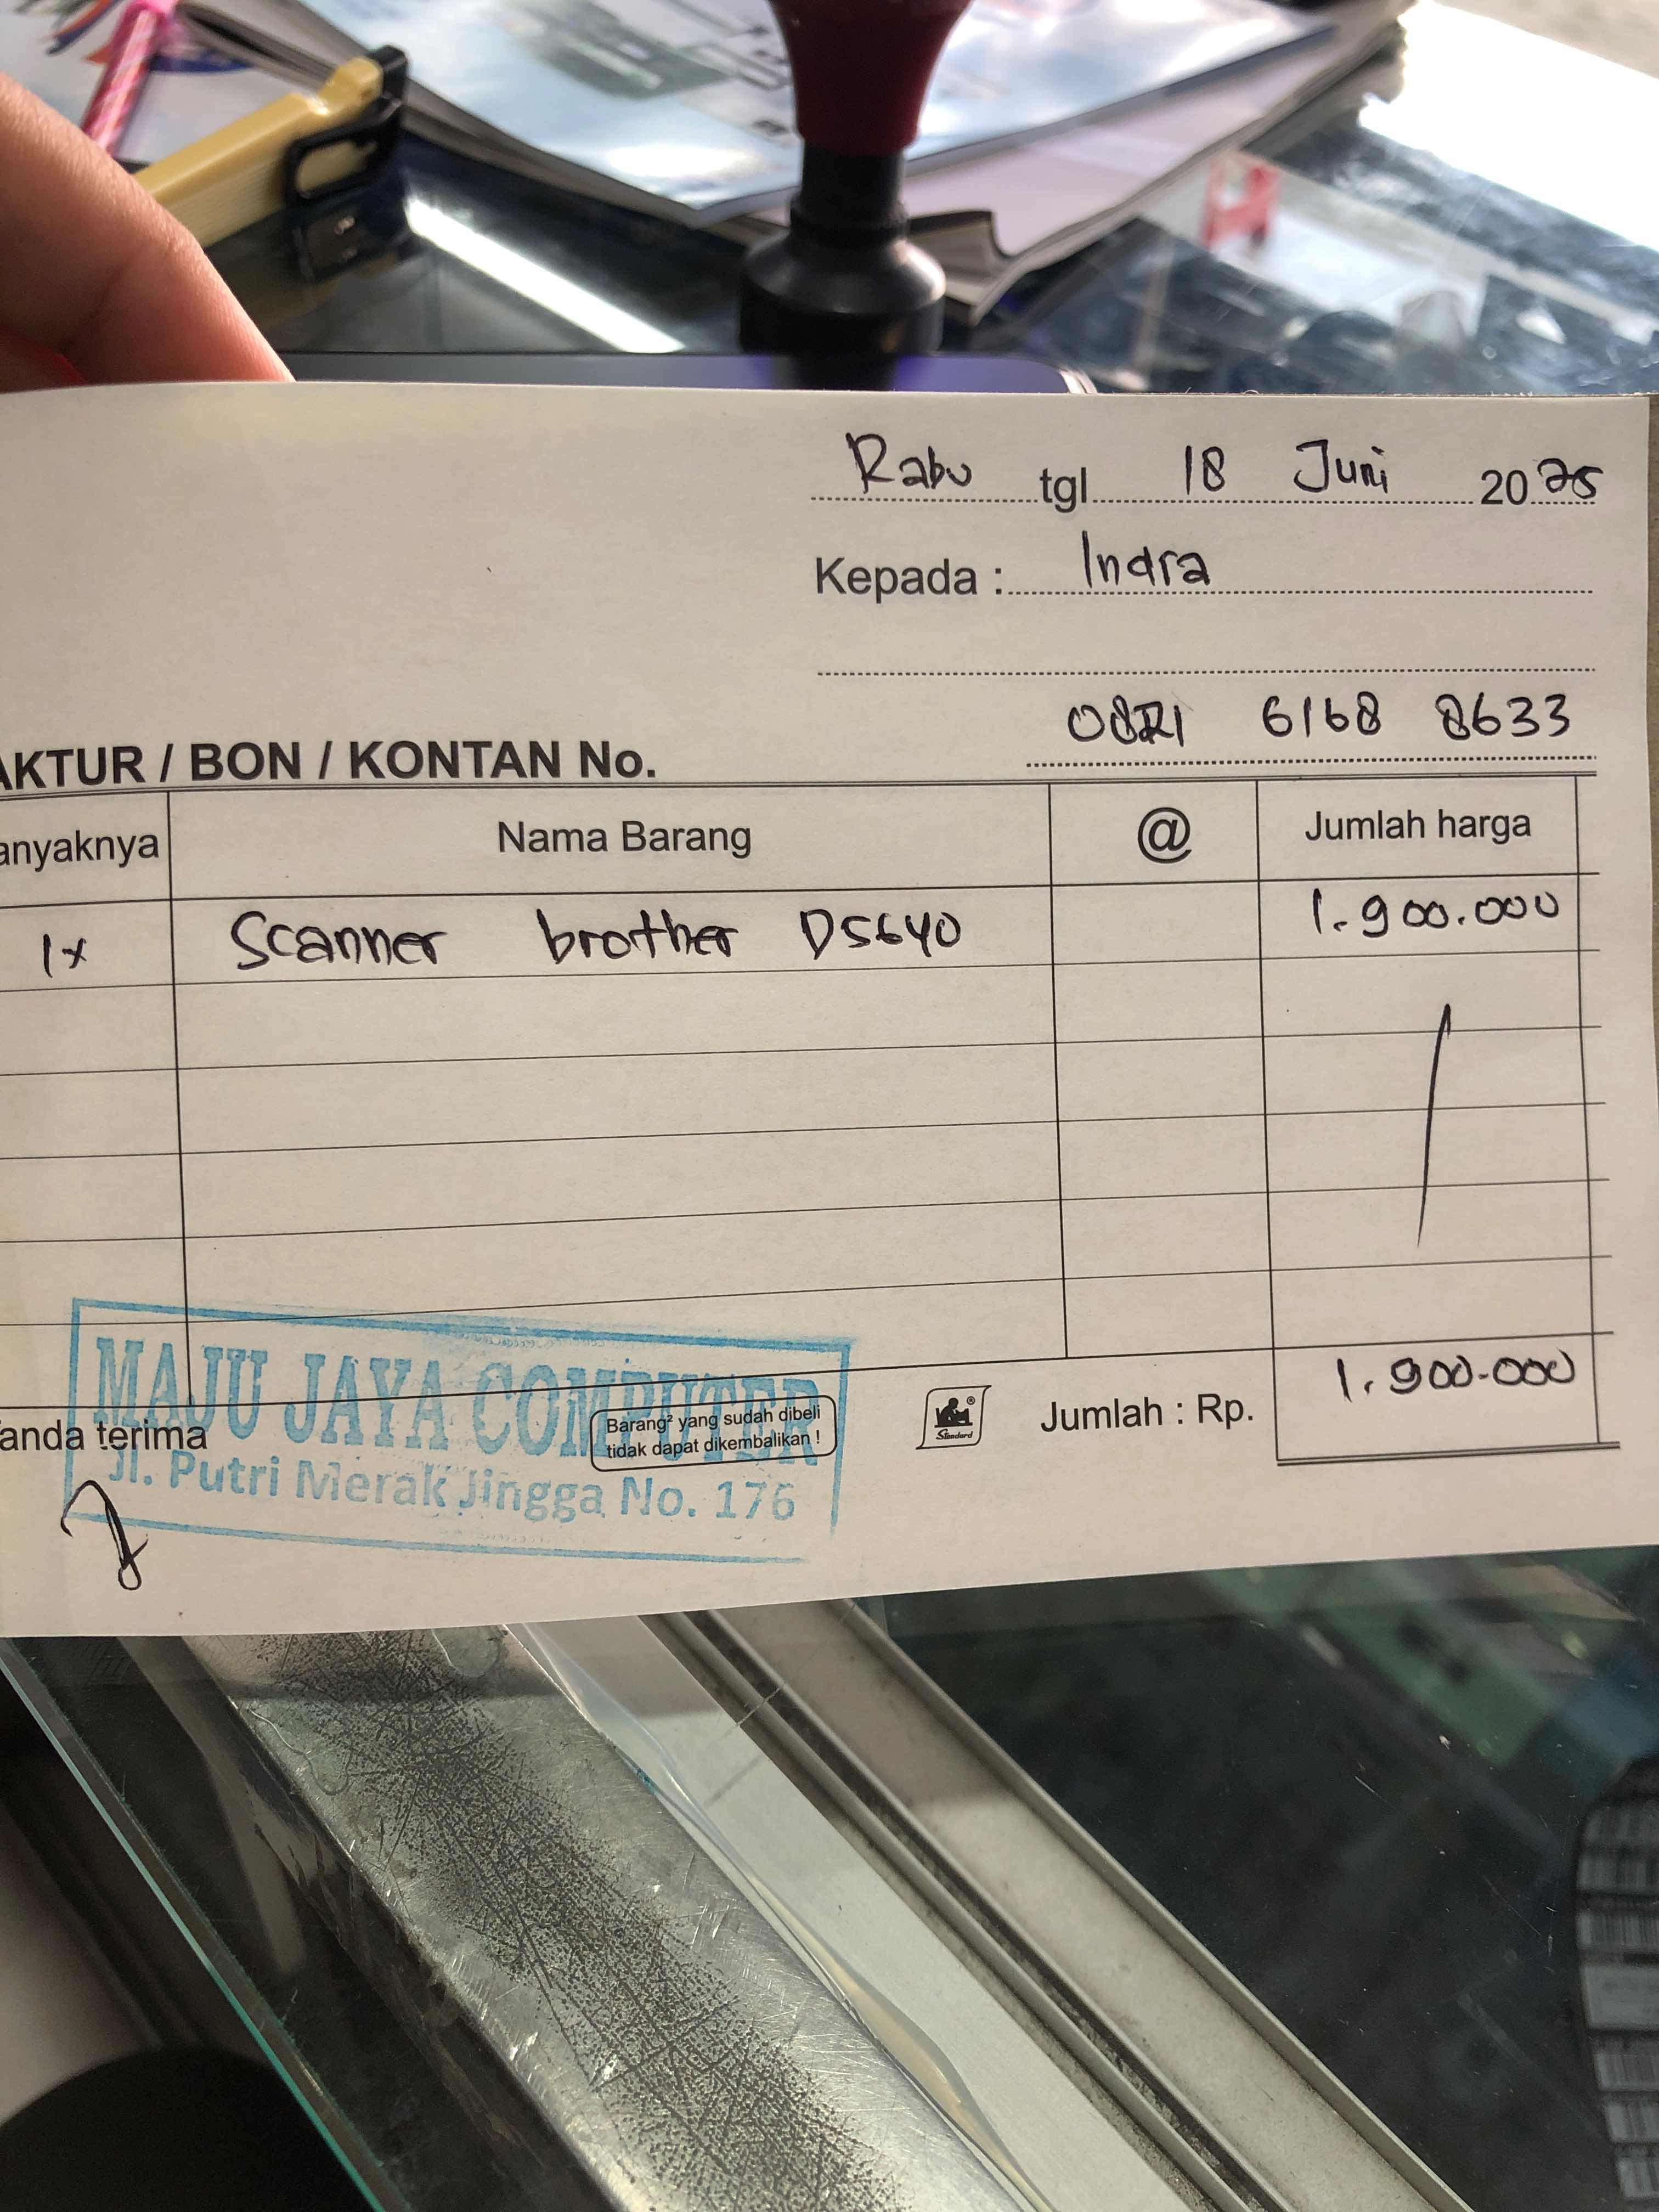 Rabu tgl 18 Juni 2025
Kepada : Indra
0821 6168 8633
AKTUR / BON / KONTAN No.
anyaknya Nama Barang @ Jumlah harga
1x Scanner brother DS640 1.900.000
Jumlah : Rp. 1.900.000
anda terima
MAJU JAYA COMPUTER
Jl. Putri Merak Jingga No. 176
Barang² yang sudah dibeli
tidak dapat dikembalikan !
Standard